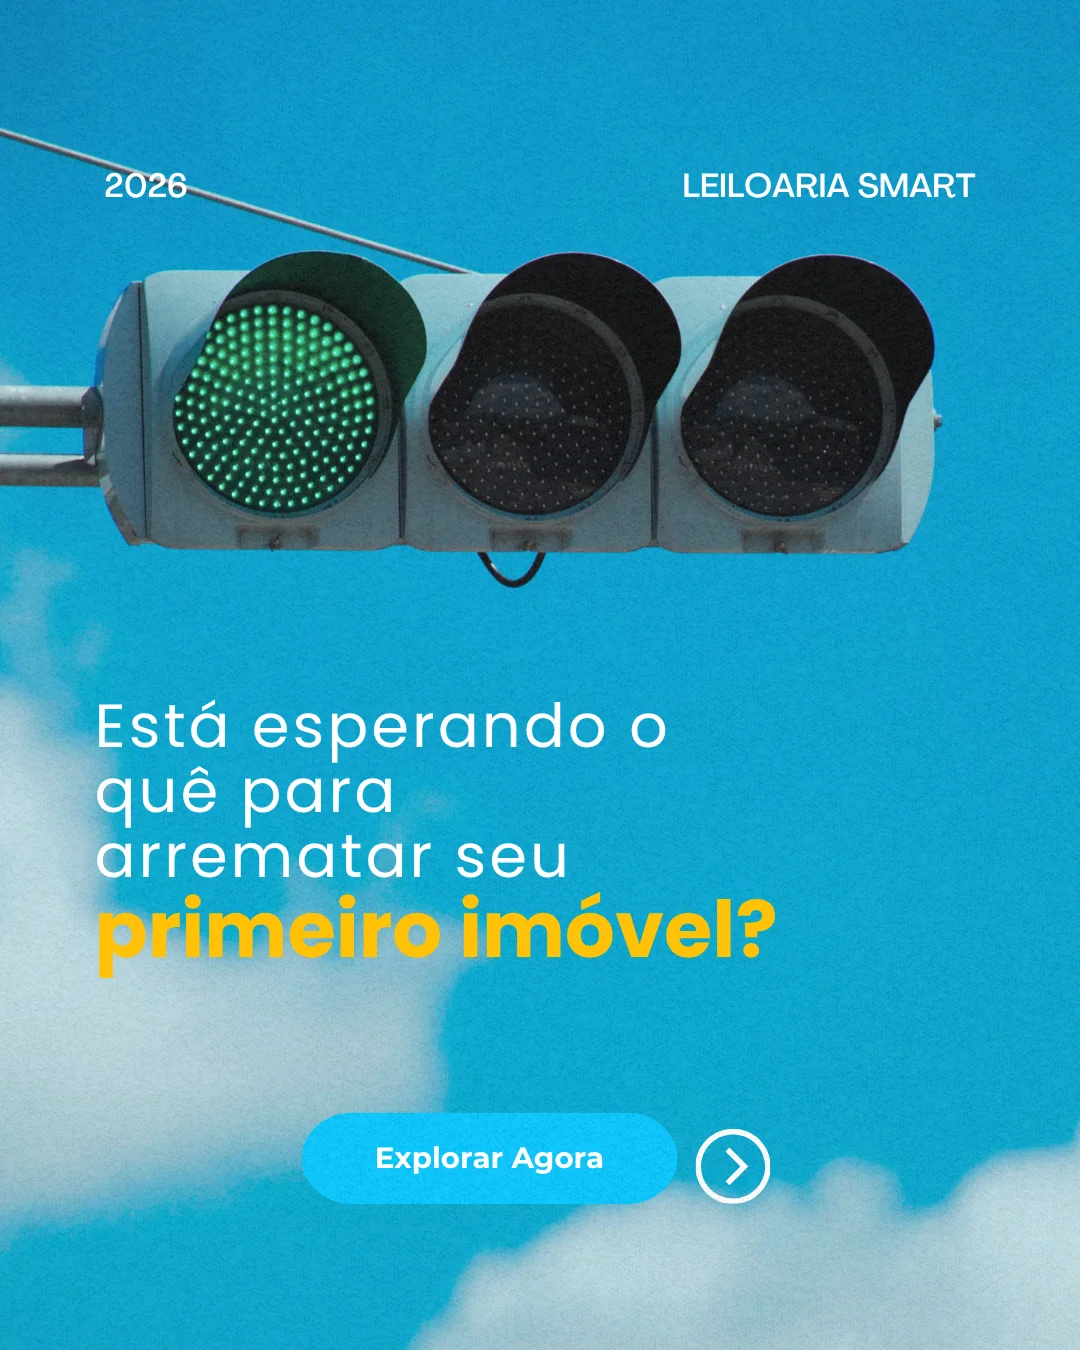 2026
LEILOARIA SMART
Está esperando o
quê para
arrematar seu
primeiro imóvel?
Explorar Agora